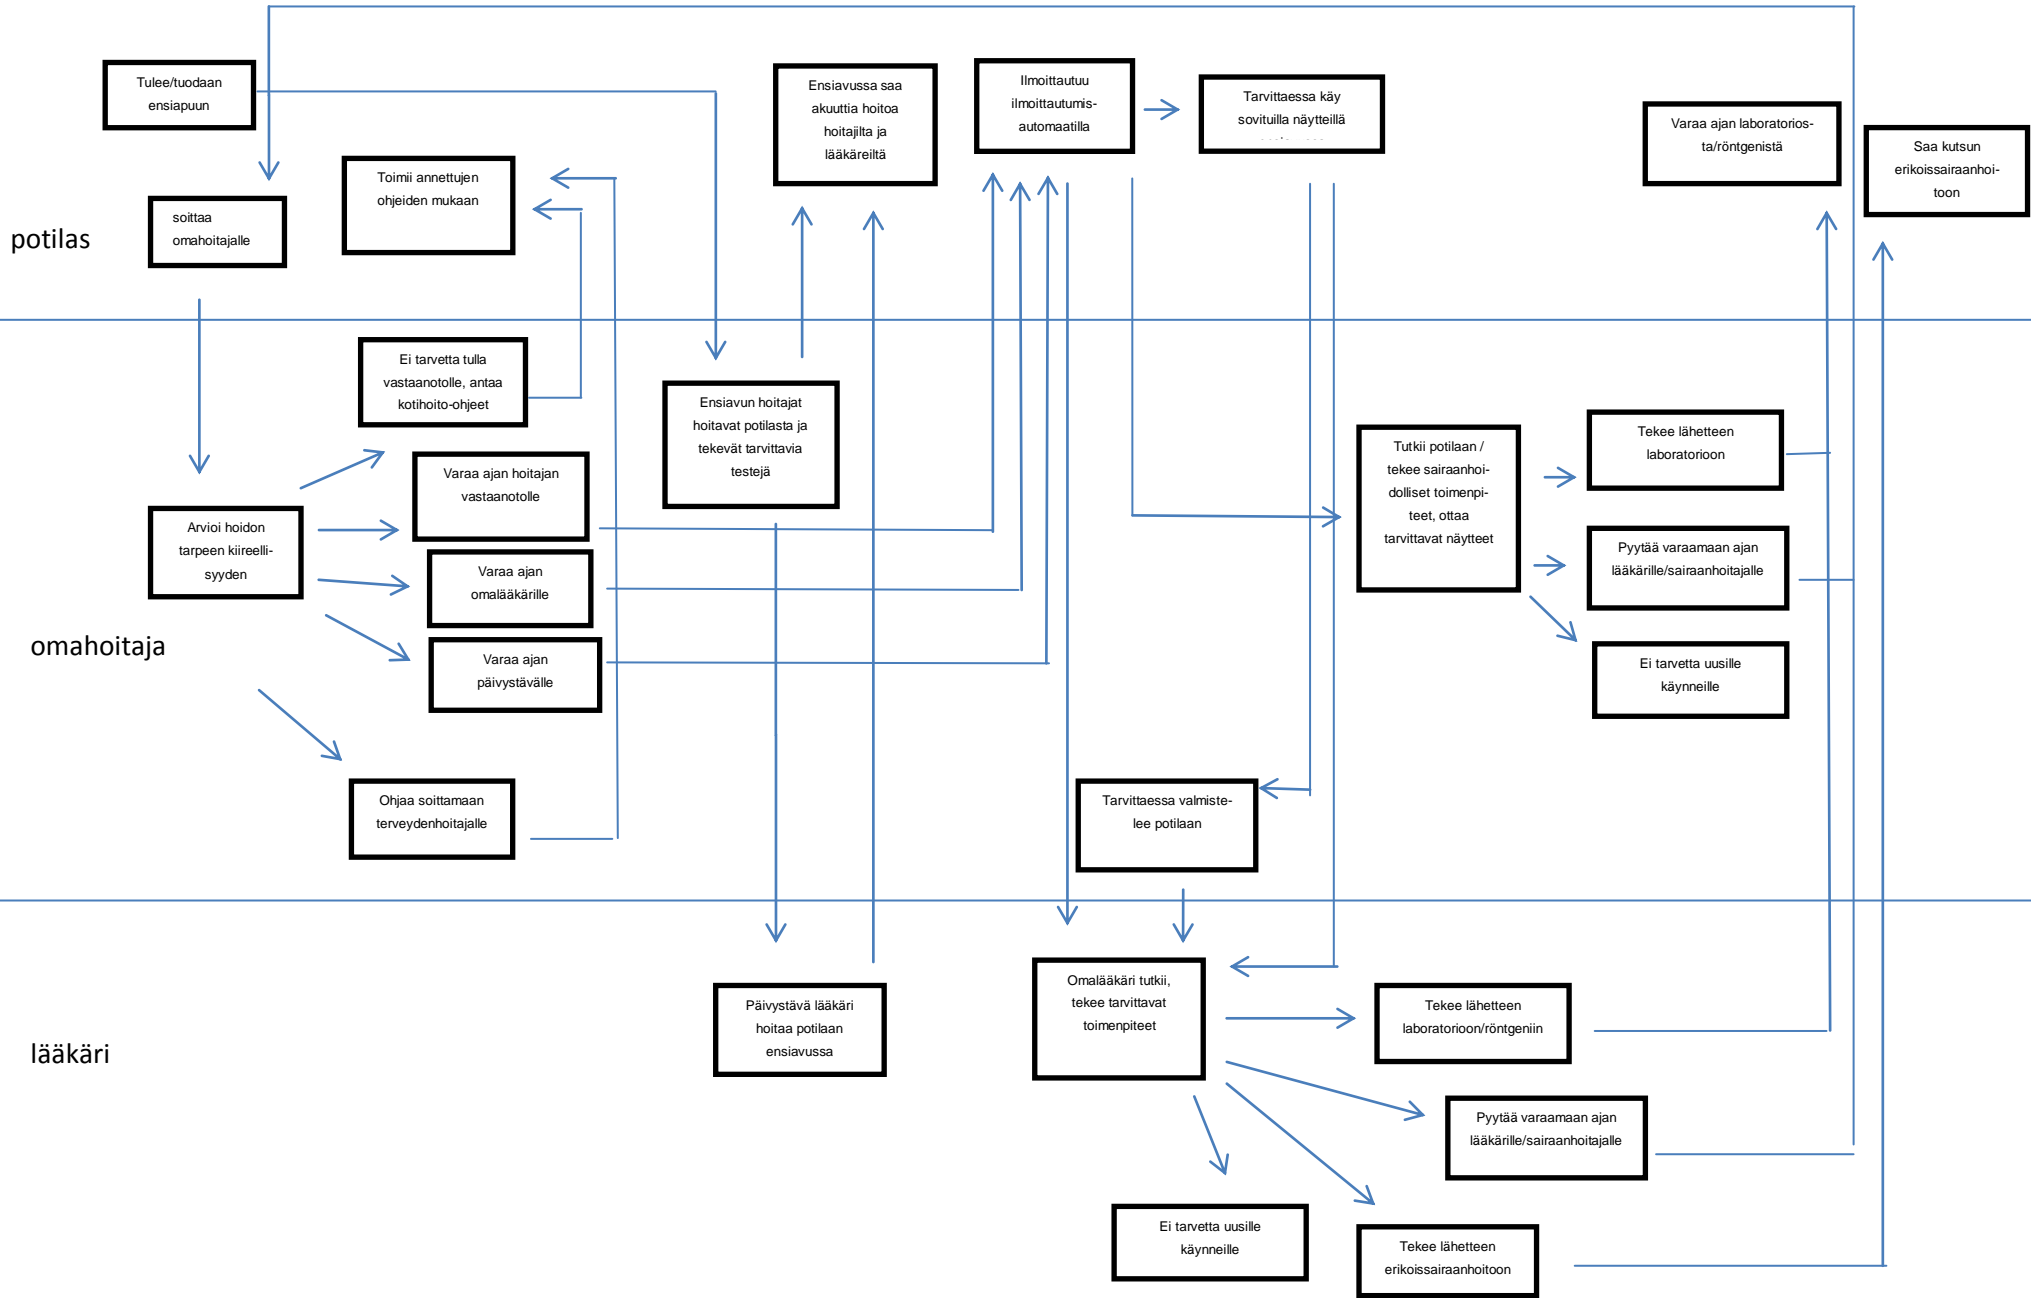 Tulee/tuodaan
ensiapuun
soittaa
omahoitajalle
Toimii annettujen
ohjeiden mukaan
Ensiavussa saa
akuuttia hoitoa
hoitajilta ja
lääkäreiltä
Ilmoittautuu
ilmoittautumis-
automaatilla
Tarvittaessa käy
sovituilla näytteillä
Varaa ajan laboratorios-
ta/röntgenistä
Saa kutsun
erikoissairaanhoi-
toon
potilas
Ei tarvetta tulla
vastaanotolle, antaa
kotihoito-ohjeet
Varaa ajan hoitajan
vastaanotolle
Arvioi hoidon
tarpeen kiireelli-
syyden
Varaa ajan
omalääkärille
Varaa ajan
päivystävälle
Ohjaa soittamaan
terveydenhoitajalle
Ensiavun hoitajat
hoitavat potilasta ja
tekevät tarvittavia
testejä
Tutkii potilaan /
tekee sairaanhoi-
dolliset toimenpi-
teet, ottaa
tarvittavat näytteet
Tekee lähetteen
laboratorioon
Pyytää varaamaan ajan
lääkärille/sairaanhoitajalle
Ei tarvetta uusille
käynneille
Tarvittaessa valmiste-
lee potilaan
omahoitaja
Päivystävä lääkäri
hoitaa potilaan
ensiavussa
Omalääkäri tutkii,
tekee tarvittavat
toimenpiteet
Tekee lähetteen
laboratorioon/röntgeniin
Pyytää varaamaan ajan
lääkärille/sairaanhoitajalle
Ei tarvetta uusille
käynneille
Tekee lähetteen
erikoissairaanhoitoon
lääkäri